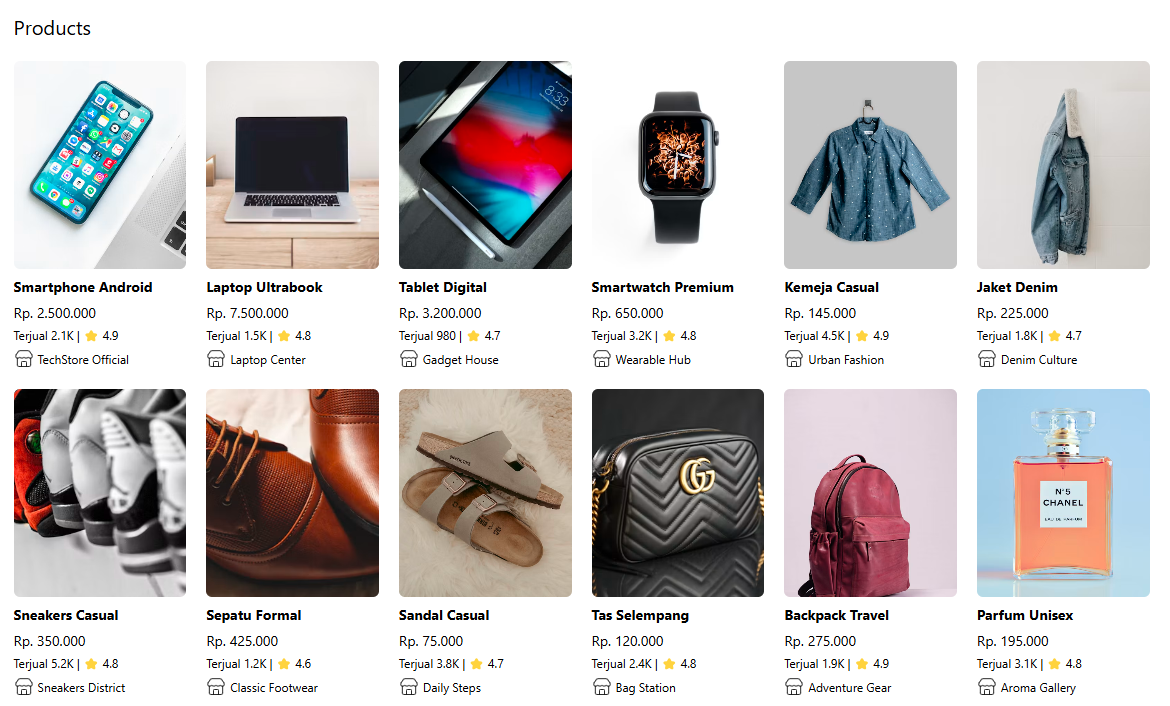 Products
8:33
N°5
CHANEL
EAU DE PARFUM
Smartphone Android
Rp. 2.500.000
Terjual 2.1K | 4.9
TechStore Official
Laptop Ultrabook
Rp. 7.500.000
Terjual 1.5K | 4.8
Laptop Center
Tablet Digital
Rp. 3.200.000
Terjual 980 | 4.7
Gadget House
Smartwatch Premium
Rp. 650.000
Terjual 3.2K | 4.8
Wearable Hub
Kemeja Casual
Rp. 145.000
Terjual 4.5K | 4.9
Urban Fashion
Jaket Denim
Rp. 225.000
Terjual 1.8K | 4.7
Denim Culture
Sneakers Casual
Rp. 350.000
Terjual 5.2K | 4.8
Sneakers District
Sepatu Formal
Rp. 425.000
Terjual 1.2K | 4.6
Classic Footwear
Sandal Casual
Rp. 75.000
Terjual 3.8K | 4.7
Daily Steps
Tas Selempang
Rp. 120.000
Terjual 2.4K | 4.8
Bag Station
Backpack Travel
Rp. 275.000
Terjual 1.9K | 4.9
Adventure Gear
Parfum Unisex
Rp. 195.000
Terjual 3.1K | 4.8
Aroma Gallery